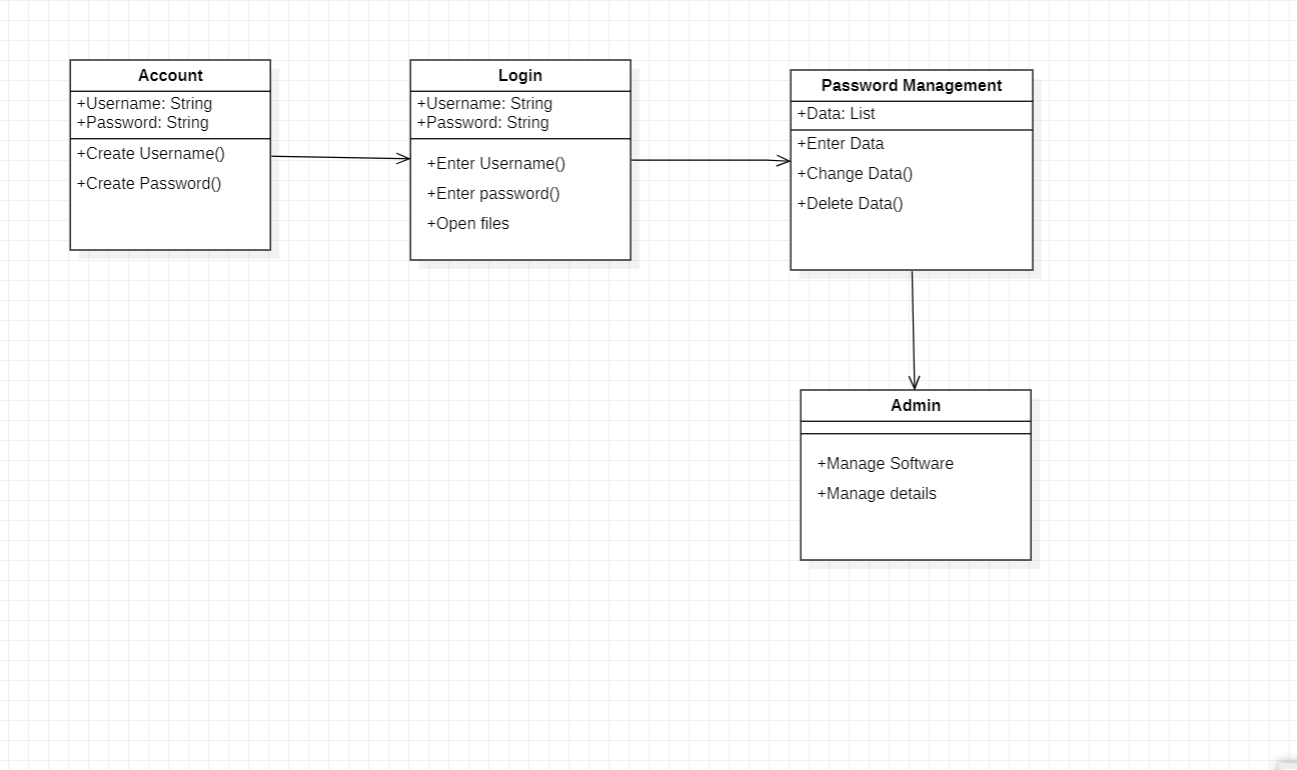 Account
+Username: String
+Password: String
+Create Username()
+Create Password()
Login
+Username: String
+Password: String
+Enter Username()
+Enter password()
+Open files
Password Management
+Data: List
+Enter Data
+Change Data()
+Delete Data()
Admin
+Manage Software
+Manage details